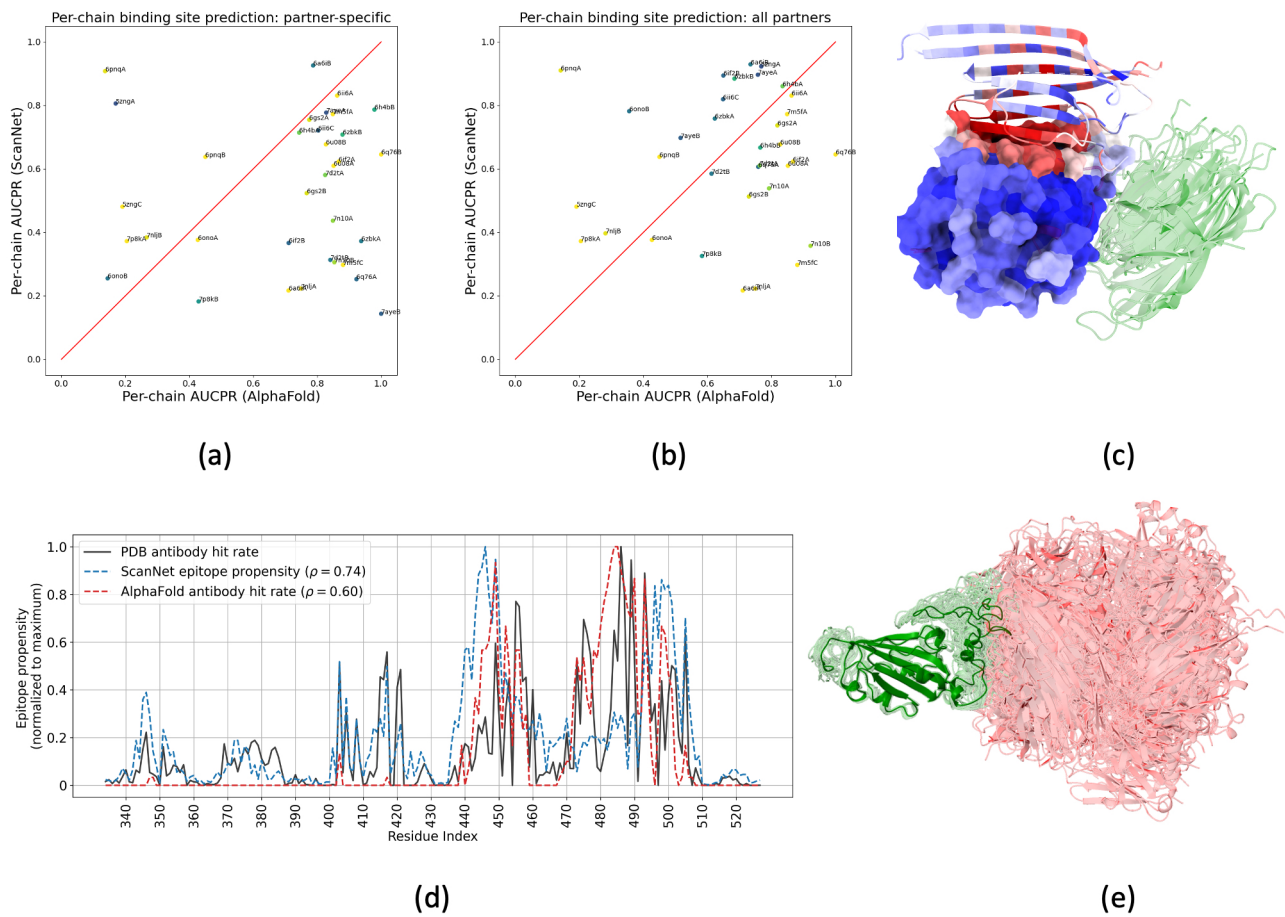 Per-chain binding site prediction: partner-specific
Per-chain AUCPR (ScanNet)
1.0
0.8
0.6
0.4
0.2
0.0
6pnqA
5zngA
6a6iB
6ii6A
7m5fA
6gs2A
6h4bA
6ii6C
6h4bB
6zbkB
6u08B
6q76B
6pnqB
6if2A
6u08A
7d2tA
6gs2B
5zngC
7n10A
7p8kA
7nljB
6onoA
6if2B
6zbkA
7d2tB
7m5fC
6onoB
6q76A
7nljA
7p8kB
7ayeB
0.0 0.2 0.4 0.6 0.8 1.0
Per-chain AUCPR (AlphaFold)
(a)
Per-chain binding site prediction: all partners
Per-chain AUCPR (ScanNet)
1.0
0.8
0.6
0.4
0.2
0.0
6pnqA
6a6iB
7ayeA
6if2B
6zbkB
6h4bA
6ii6C
6ii6A
6onoB
7m5fA
6zbkA
6gs2A
7ayeB
6u08B
6h4bB
6pnqB
6q76B
6if2A
6u08A
7d2tB
7n10A
6gs2B
5zngC
7nljB
7p8kA
6onoA
7n10B
7p8kB
7m5fC
7nljA
0.0 0.2 0.4 0.6 0.8 1.0
Per-chain AUCPR (AlphaFold)
(b)
(c)
Epitope propensity
(normalized to maximum)
1.0
0.8
0.6
0.4
0.2
0
PDB antibody hit rate
ScanNet epitope propensity (ρ = 0.74)
AlphaFold antibody hit rate (ρ = 0.60)
340 350 360 370 380 390 400 410 420 430 440 450 460 470 480 490 500 510 520
Residue Index
(d)
(e)